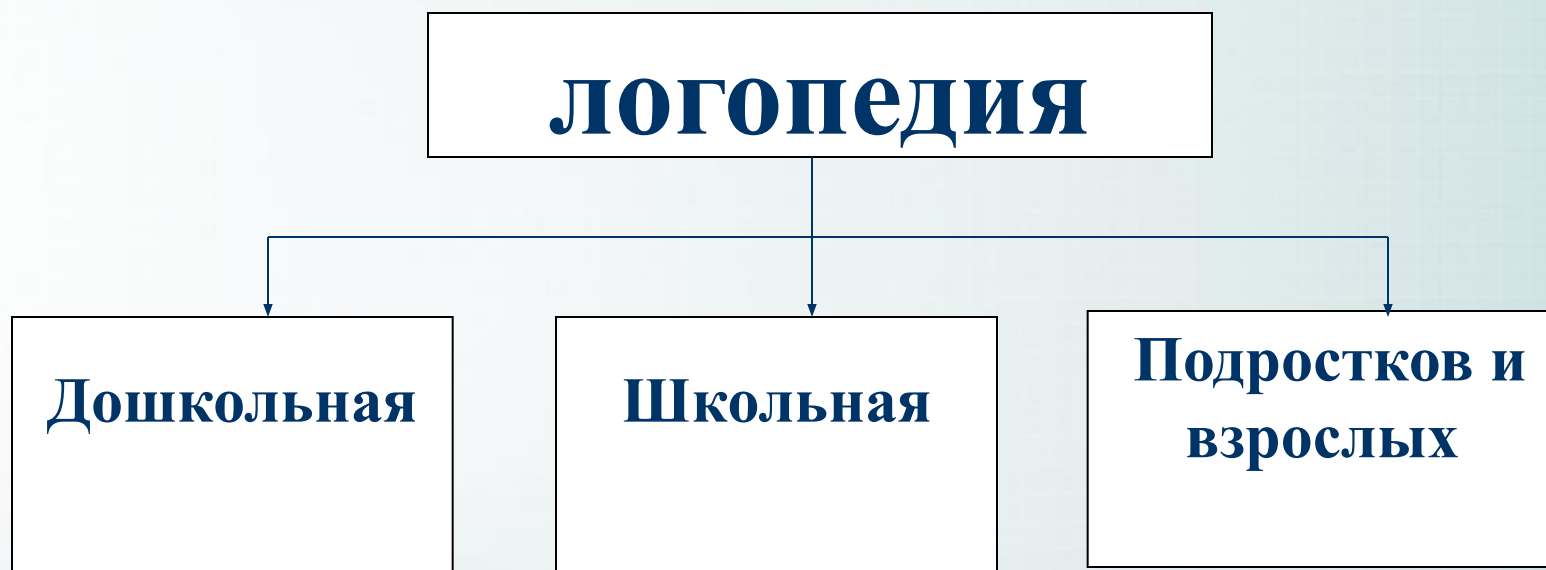 логопедия
Дошкольная
Школьная
Подростков и
взрослых